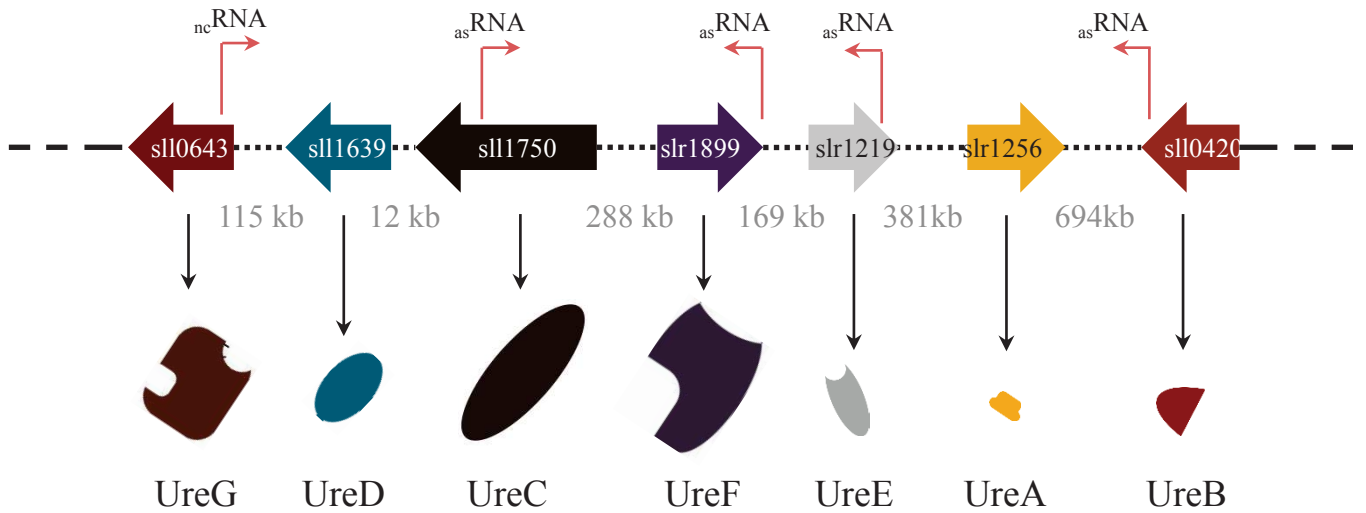 ncRNA asRNA asRNA asRNA asRNA
sll0643 sll1639 sll1750 slr1899 slr1219 slr1256 sll0420
115 kb 12 kb 288 kb 169 kb 381kb 694kb
UreG UreD UreC UreF UreE UreA UreB